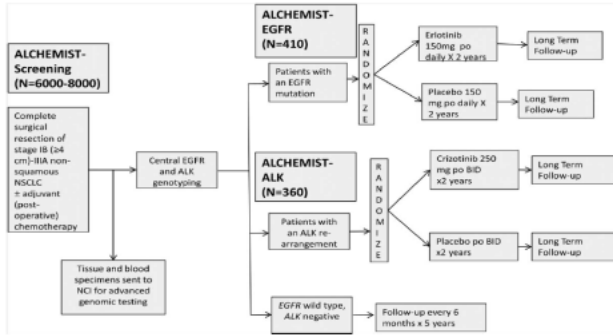 ALCHEMIST-
Screening
(N=6000-8000)
Complete
surgical
resection of
stage IB (≥4
cm)-IIIA non-
squamous
NSCLC
± adjuvant
(post-
operative)
chemotherapy
Tissue and blood
specimens sent to
NCI for advanced
genomic testing
Central EGFR
and ALK
genotyping
ALCHEMIST-
EGFR
(N=410)
Patients with
an EGFR
mutation
RANDOMIZE
Erlotinib
150mg po
daily X 2 years
Long Term
Follow-up
Placebo 150
mg po daily X
2 years
Long Term
Follow-up
ALCHEMIST-
ALK
(N=360)
Patients with
an ALK re-
arrangement
RANDOMIZE
Crizotinib 250
mg po BID
x2 years
Long Term
Follow-up
Placebo po BID
x2 years
Long Term
Follow-up
EGFR wild type,
ALK negative
Follow-up every 6
months x 5 years